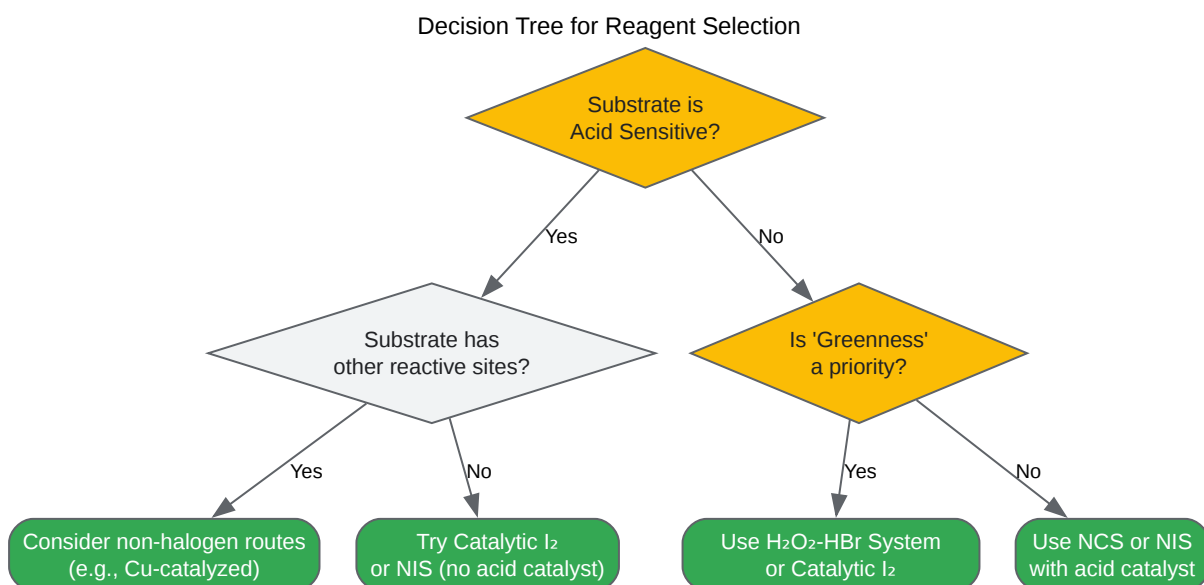 Decision Tree for Reagent Selection
Substrate is
Acid Sensitive?
Yes
No
Substrate has
other reactive sites?
Is 'Greenness'
a priority?
Yes
No
Yes
No
Consider non-halogen routes
(e.g., Cu-catalyzed)
Try Catalytic I₂
or NIS (no acid catalyst)
Use H₂O₂-HBr System
or Catalytic I₂
Use NCS or NIS
with acid catalyst